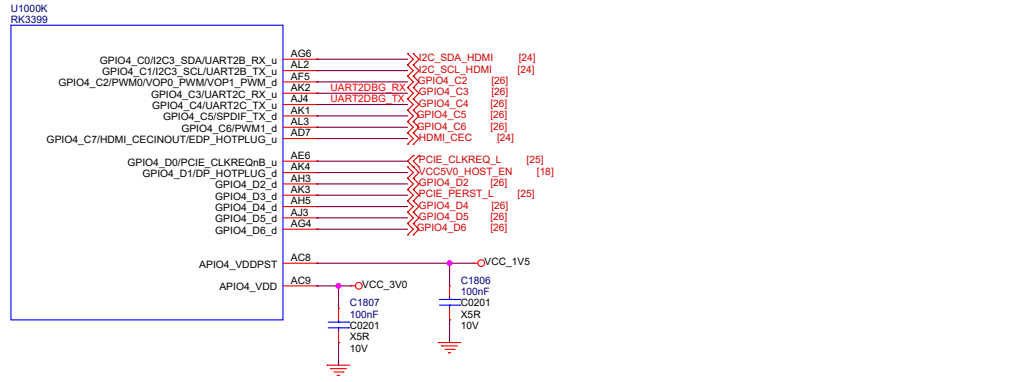 U1000K
RK3399
GPIO4_C0/I2C3_SDA/UART2B_RX_u AG6 I2C_SDA_HDMI [24]
GPIO4_C1/I2C3_SCL/UART2B_TX_u AL2 I2C_SCL_HDMI [24]
GPIO4_C2/PWM0/VOP0_PWM/VOP1_PWM_d AF5 GPIO4_C2 [26]
GPIO4_C3/UART2C_RX_u AK2 UART2DBG_RX GPIO4_C3 [26]
GPIO4_C4/UART2C_TX_u AJ4 UART2DBG_TX GPIO4_C4 [26]
GPIO4_C5/SPDIF_TX_d AK1 GPIO4_C5 [26]
GPIO4_C6/PWM1_d AL3 GPIO4_C6 [26]
GPIO4_C7/HDMI_CECINOUT/EDP_HOTPLUG_u AD7 HDMI_CEC [24]
GPIO4_D0/PCIE_CLKREQnB_u AE6 PCIE_CLKREQ_L [25]
GPIO4_D1/DP_HOTPLUG_d AK4 VCC5V0_HOST_EN [18]
GPIO4_D2_d AH3 GPIO4_D2 [26]
GPIO4_D3_d AK3 PCIE_PERST_L [25]
GPIO4_D4_d AH5 GPIO4_D4 [26]
GPIO4_D5_d AJ3 GPIO4_D5 [26]
GPIO4_D6_d AG4 GPIO4_D6 [26]
APIO4_VDDPST AC8 VCC_1V5
APIO4_VDD AC9 VCC_3V0
C1806
100nF
C0201
X5R
10V
C1807
100nF
C0201
X5R
10V